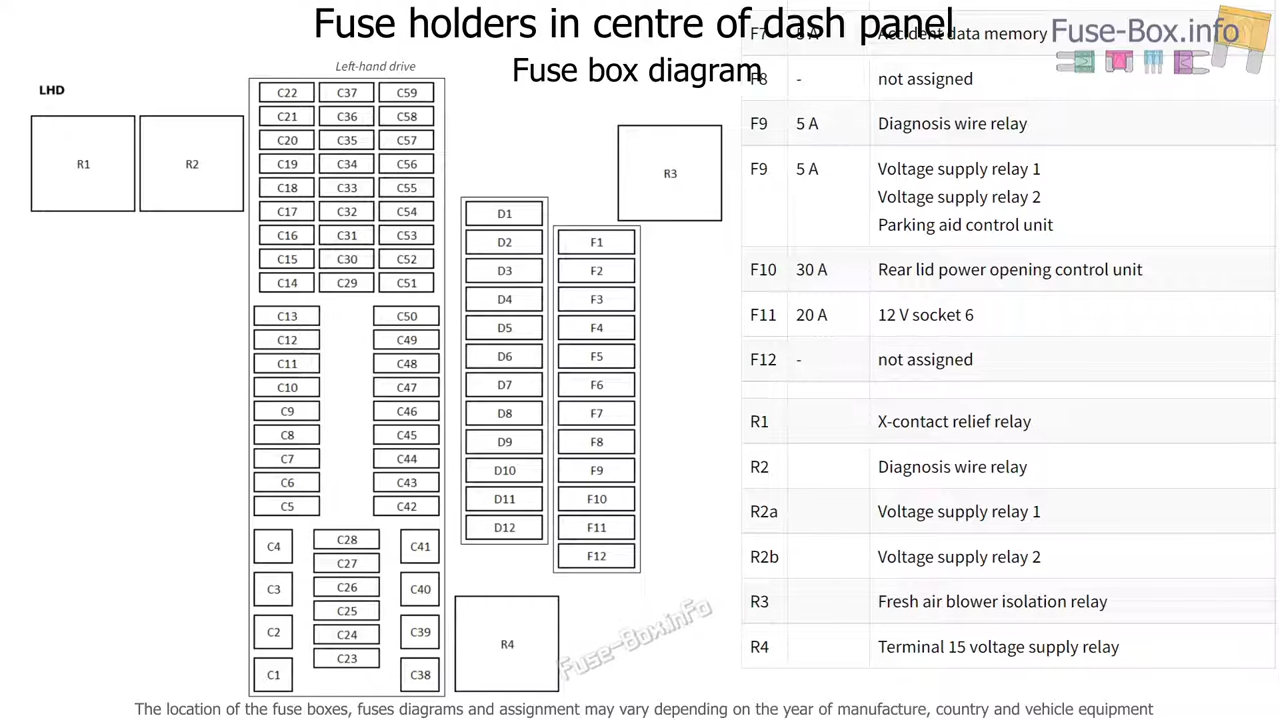 Fuse holders in centre of dash panel
Fuse box diagram
Fuse-Box.info
Left-hand drive
LHD
R1 R2
C22 C37 C59
C21 C36 C58
C20 C35 C57
C19 C34 C56
C18 C33 C55
C17 C32 C54
C16 C31 C53
C15 C30 C52
C14 C29 C51
C13 C50
C12 C49
C11 C48
C10 C47
C9 C46
C8 C45
C7 C44
C6 C43
C5 C42
C4 C28 C41
C27
C3 C26 C40
C25
C2 C24 C39
C23
C1 C38
R3
D1
D2 F1
D3 F2
D4 F3
D5 F4
D6 F5
D7 F6
D8 F7
D9 F8
D10 F9
D11 F10
D12 F11
F12
R4
Fuse-Box.info
F7 5 A Accident data memory
F8 - not assigned
F9 5 A Diagnosis wire relay
F9 5 A Voltage supply relay 1
Voltage supply relay 2
Parking aid control unit
F10 30 A Rear lid power opening control unit
F11 20 A 12 V socket 6
F12 - not assigned
R1 X-contact relief relay
R2 Diagnosis wire relay
R2a Voltage supply relay 1
R2b Voltage supply relay 2
R3 Fresh air blower isolation relay
R4 Terminal 15 voltage supply relay
The location of the fuse boxes, fuses diagrams and assignment may vary depending on the year of manufacture, country and vehicle equipment